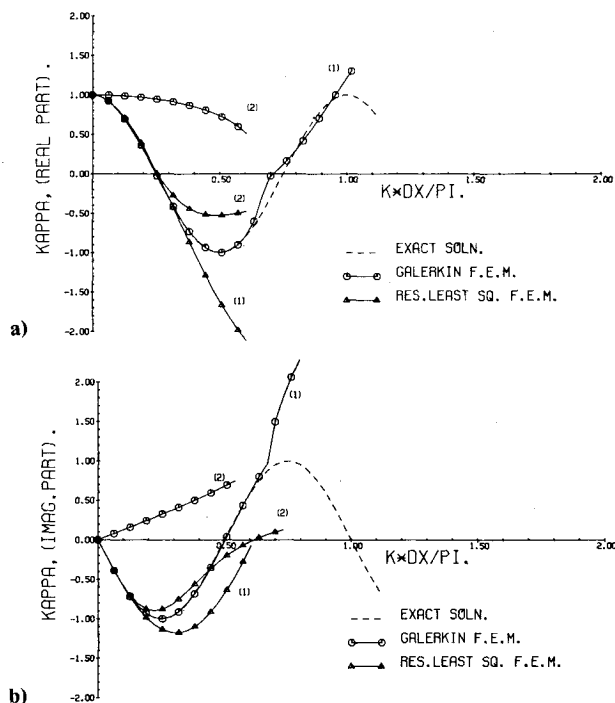 2.00
1.50
1.00
0.50
0.00
-0.50
-1.00
-1.50
-2.00
KAPPA, (REAL PART).
(2)
(1)
(2)
(1)
0.50
1.00
1.50
2.00
K*DX/PI.
EXACT SOLN.
GALERKIN F.E.M.
RES.LEAST SQ. F.E.M.
a)
2.00
1.50
1.00
0.50
0.00
-0.50
-1.00
-1.50
-2.00
KAPPA, (IMAG.PART).
(1)
(2)
(2)
(1)
0.50
1.00
1.50
2.00
K*DX/PI.
EXACT SOLN.
GALERKIN F.E.M.
RES.LEAST SQ. F.E.M.
b)